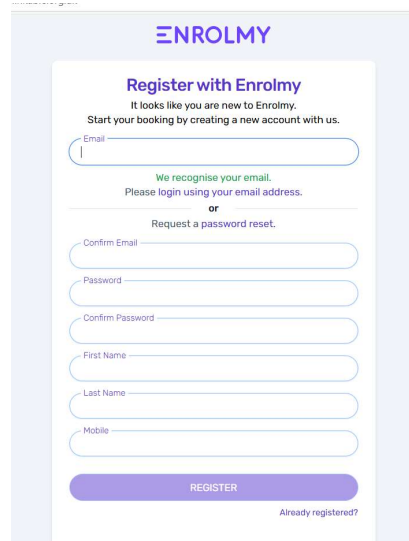 ENROLMY
Register with Enrolmy
It looks like you are new to Enrolmy.
Start your booking by creating a new account with us.
Email
We recognise your email.
Please login using your email address.
or
Request a password reset.
Confirm Email
Password
Confirm Password
First Name
Last Name
Mobile
REGISTER
Already registered?